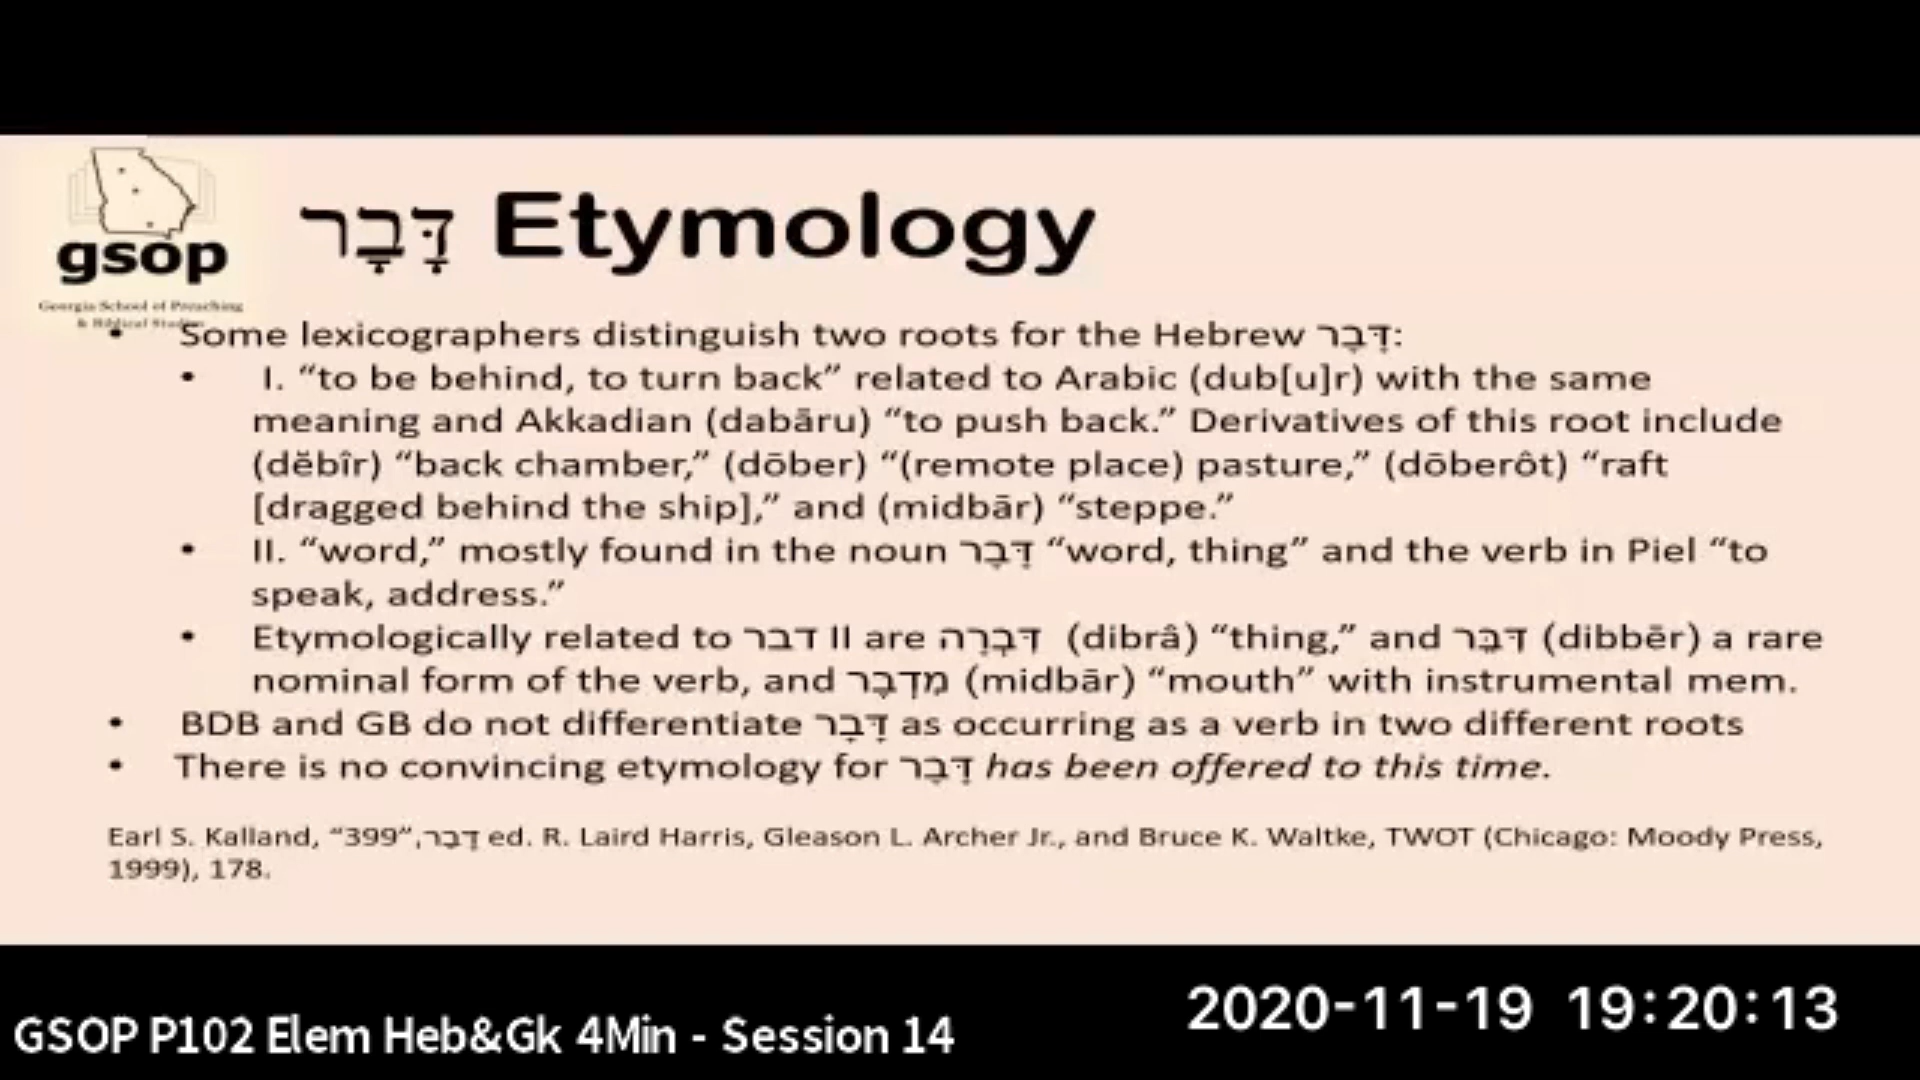 gsop
Georgia School of Preaching
& Biblical Studies
דָּבָר Etymology
• Some lexicographers distinguish two roots for the Hebrew דָּבָר:
• I. “to be behind, to turn back” related to Arabic (dub[u]r) with the same
meaning and Akkadian (dabāru) “to push back.” Derivatives of this root include
(dĕbîr) “back chamber,” (dōber) “(remote place) pasture,” (dōberôt) “raft
[dragged behind the ship],” and (midbār) “steppe.”
• II. “word,” mostly found in the noun דָּבָר “word, thing” and the verb in Piel “to
speak, address.”
• Etymologically related to דבר II are דִּבְרָה (dibrâ) “thing,” and דִּבֵּר (dibbēr) a rare
nominal form of the verb, and מִדְבָּר (midbār) “mouth” with instrumental mem.
• BDB and GB do not differentiate דָּבָר as occurring as a verb in two different roots
• There is no convincing etymology for דָּבָר has been offered to this time.
Earl S. Kalland, “399”,דָּבַר ed. R. Laird Harris, Gleason L. Archer Jr., and Bruce K. Waltke, TWOT (Chicago: Moody Press,
1999), 178.
2020-11-19 19:20:13
GSOP P102 Elem Heb&Gk 4Min - Session 14